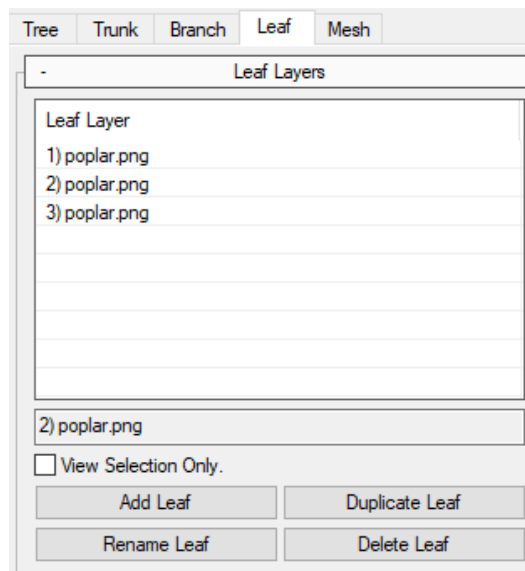 Tree Trunk Branch Leaf Mesh
- Leaf Layers
Leaf Layer
1) poplar.png
2) poplar.png
3) poplar.png
2) poplar.png
View Selection Only.
Add Leaf Duplicate Leaf
Rename Leaf Delete Leaf